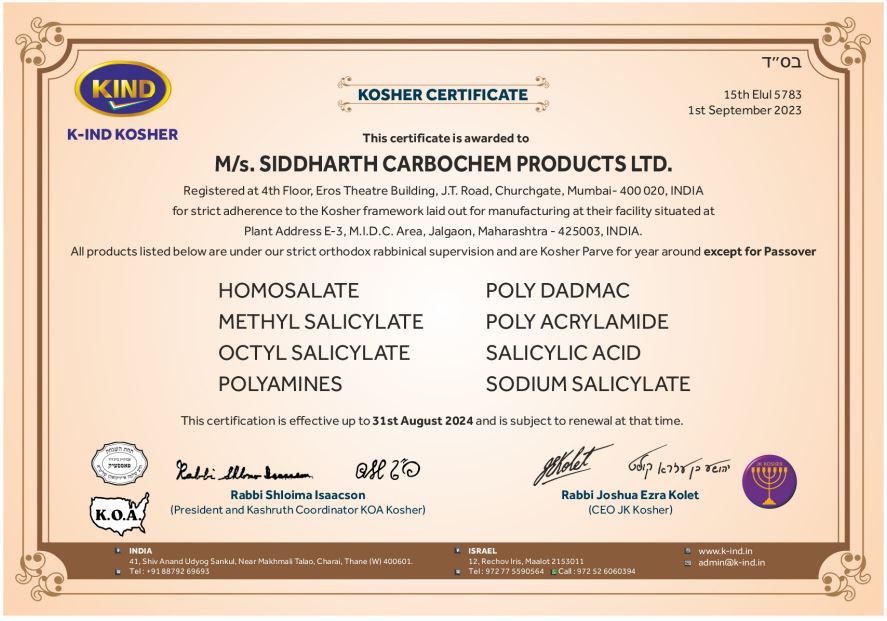 בס״ד
KIND
K-IND KOSHER
KOSHER CERTIFICATE
15th Elul 5783
1st September 2023
This certificate is awarded to
M/s. SIDDHARTH CARBOCHEM PRODUCTS LTD.
Registered at 4th Floor, Eros Theatre Building, J.T. Road, Churchgate, Mumbai- 400 020, INDIA
for strict adherence to the Kosher framework laid out for manufacturing at their facility situated at
Plant Address E-3, M.I.D.C. Area, Jalgaon, Maharashtra - 425003, INDIA.
All products listed below are under our strict orthodox rabbinical supervision and are Kosher Parve for year around except for Passover
HOMOSALATE
METHYL SALICYLATE
OCTYL SALICYLATE
POLYAMINES
POLY DADMAC
POLY ACRYLAMIDE
SALICYLIC ACID
SODIUM SALICYLATE
This certification is effective up to 31st August 2024 and is subject to renewal at that time.
K.O.A.
Rabbi Shloima Isaacson
Rabbi Shloima Isaacson
(President and Kashruth Coordinator KOA Kosher)
JEKolet
יהושע בן עזרא קולט
Rabbi Joshua Ezra Kolet
(CEO JK Kosher)
JK KOSHER
INDIA
41, Shiv Anand Udyog Sankul, Near Makhmali Talao, Charai, Thane (W) 400601.
Tel : +91 88792 69693
ISRAEL
12, Rechov Iris, Maalot 2153011
Tel : 972 77 5590564 Call : 972 52 6060394
www.k-ind.in
admin@k-ind.in